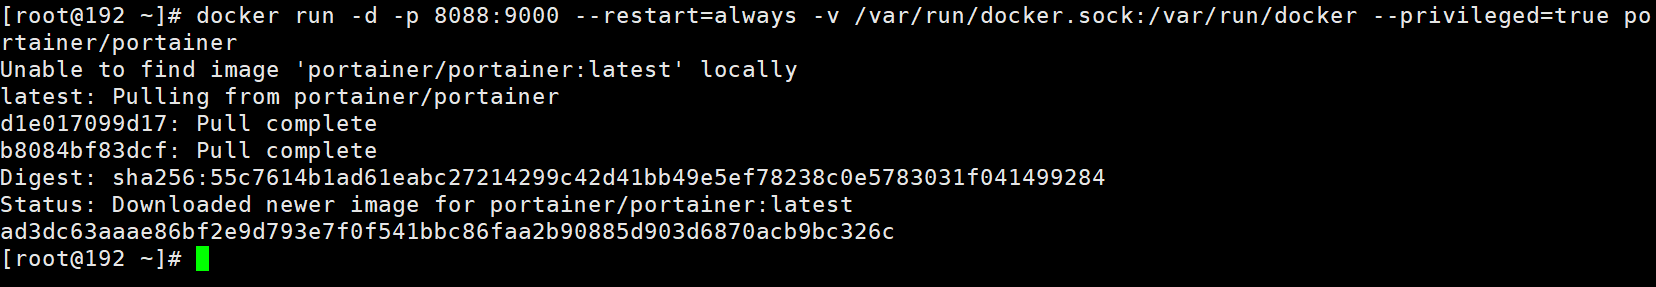 [root@192 ~]# docker run -d -p 8088:9000 --restart=always -v /var/run/docker.sock:/var/run/docker --privileged=true po
rtainer/portainer
Unable to find image 'portainer/portainer:latest' locally
latest: Pulling from portainer/portainer
d1e017099d17: Pull complete
b8084bf83dcf: Pull complete
Digest: sha256:55c7614b1ad61eabc27214299c42d41bb49e5ef78238c0e5783031f041499284
Status: Downloaded newer image for portainer/portainer:latest
ad3dc63aaae86bf2e9d793e7f0f541bbc86faa2b90885d903d6870acb9bc326c
[root@192 ~]#